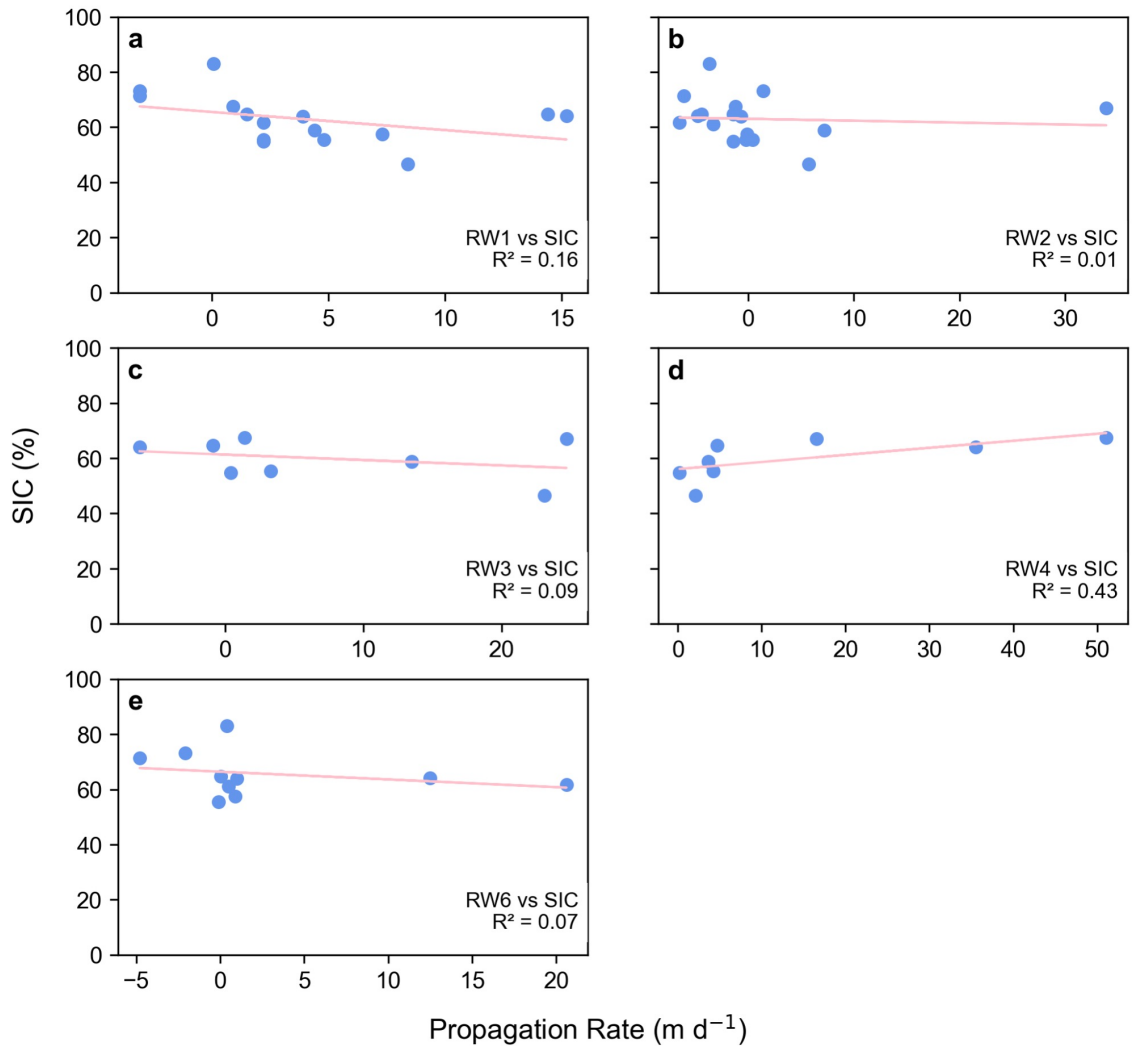 a
100
80
60
40
20
0
RW1 vs SIC
R² = 0.16
0 5 10 15
b
RW2 vs SIC
R² = 0.01
0 10 20 30
c
100
80
60
40
20
0
RW3 vs SIC
R² = 0.09
0 10 20
d
RW4 vs SIC
R² = 0.43
0 10 20 30 40 50
e
100
80
60
40
20
0
RW6 vs SIC
R² = 0.07
−5 0 5 10 15 20
SIC (%)
Propagation Rate (m d⁻¹)